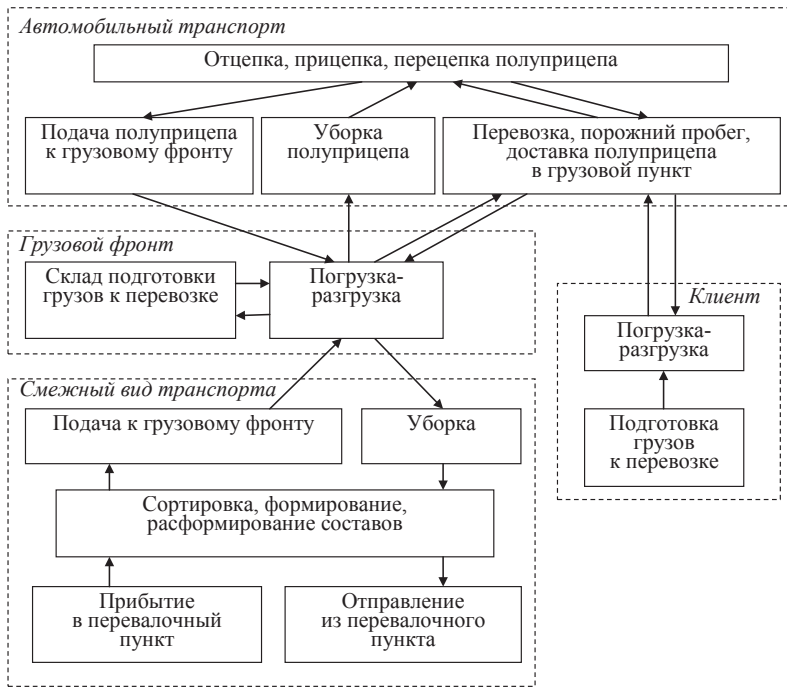 Автомобильный транспорт
Отцепка, прицепка, перецепка полуприцепа
Подача полуприцепа
к грузовому фронту
Уборка
полуприцепа
Перевозка, порожний пробег,
доставка полуприцепа
в грузовой пункт
Грузовой фронт
Склад подготовки
грузов к перевозке
Погрузка-
разгрузка
Клиент
Погрузка-
разгрузка
Подготовка
грузов
к перевозке
Смежный вид транспорта
Подача к грузовому фронту
Уборка
Сортировка, формирование,
расформирование составов
Прибытие
в перевалочный
пункт
Отправление
из перевалочного
пункта